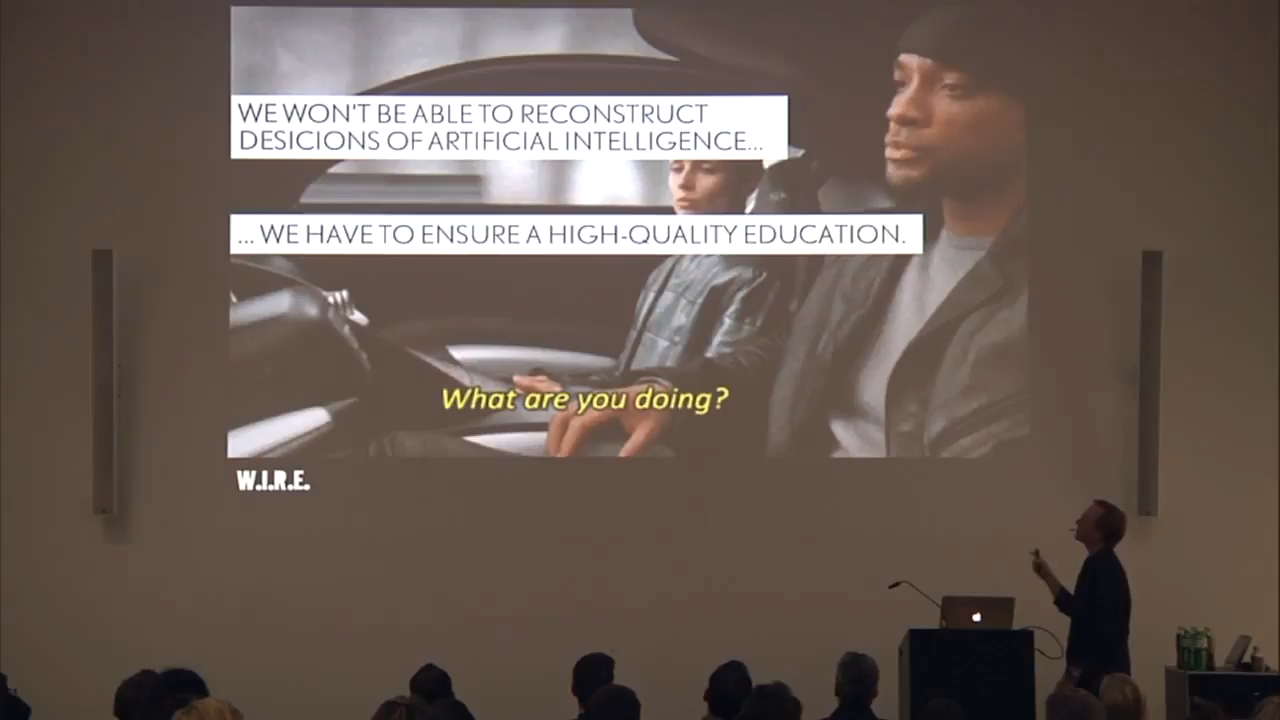 WE WON'T BE ABLE TO RECONSTRUCT
DESICIONS OF ARTIFICIAL INTELLIGENCE...
... WE HAVE TO ENSURE A HIGH-QUALITY EDUCATION.
What are you doing?
W.I.R.E.